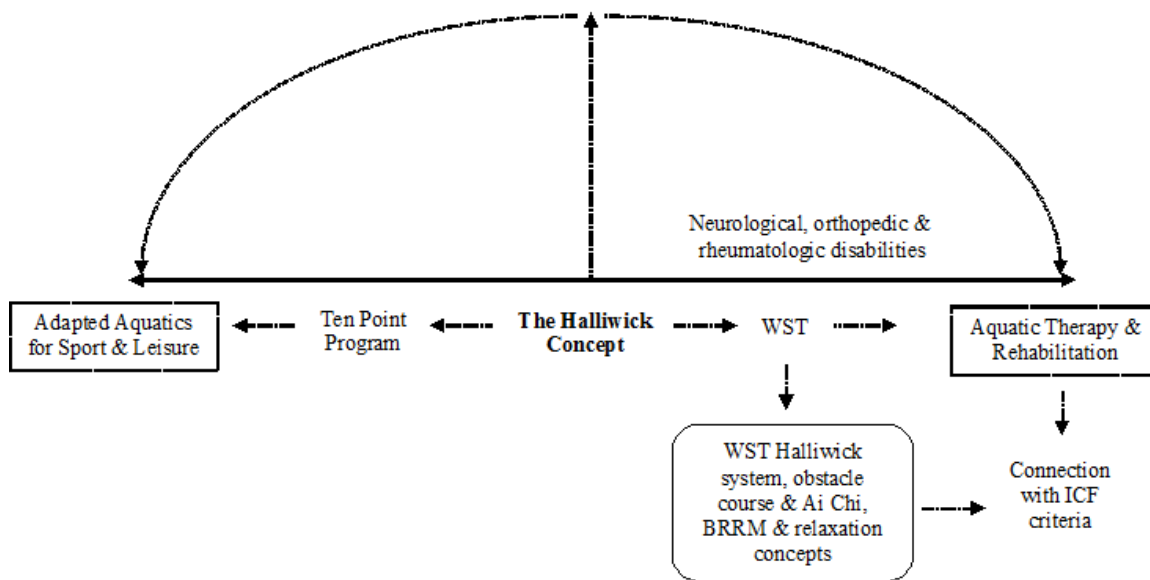 Neurological, orthopedic &
rheumatologic disabilities
Adapted Aquatics
for Sport & Leisure
Ten Point
Program
The Halliwick
Concept
WST
Aquatic Therapy &
Rehabilitation
WST Halliwick
system, obstacle
course & Ai Chi,
BRRM & relaxation
concepts
Connection
with ICF
criteria